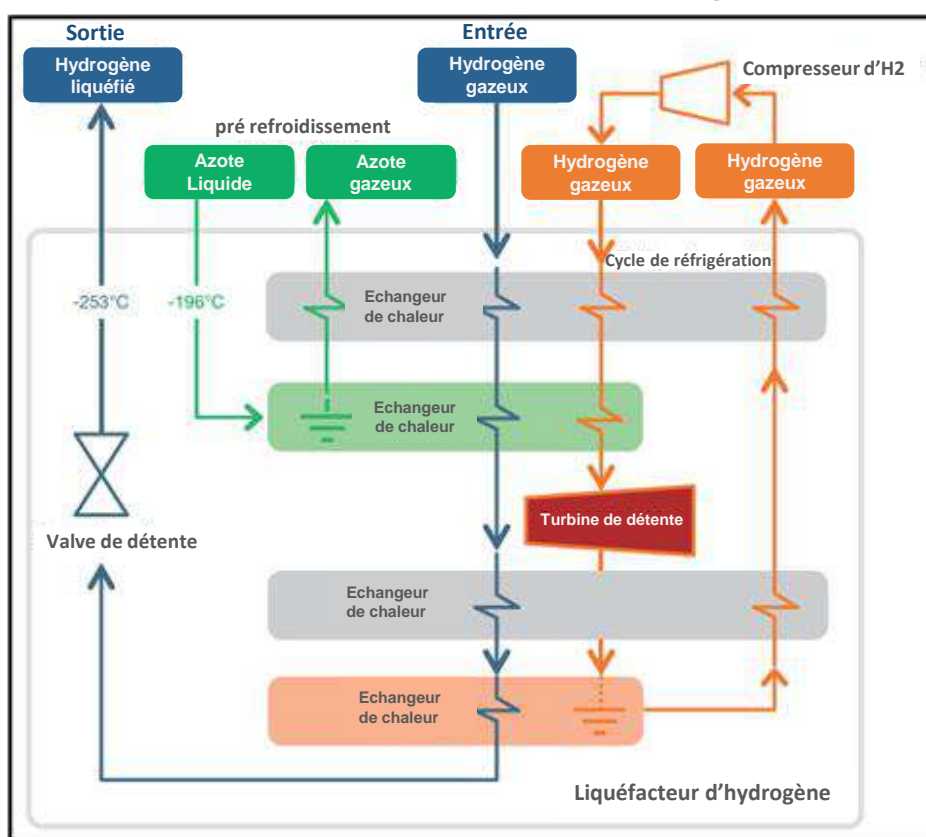 Sortie
Entrée
Hydrogène
liquéfié
Hydrogène
gazeux
Compresseur d'H2
pré refroidissement
Azote
Liquide
Azote
gazeux
Hydrogène
gazeux
Hydrogène
gazeux
Cycle de réfrigération
-253°C
-196°C
Echangeur
de chaleur
Echangeur
de chaleur
Turbine de détente
Valve de détente
Echangeur
de chaleur
Echangeur
de chaleur
Liquéfacteur d'hydrogène